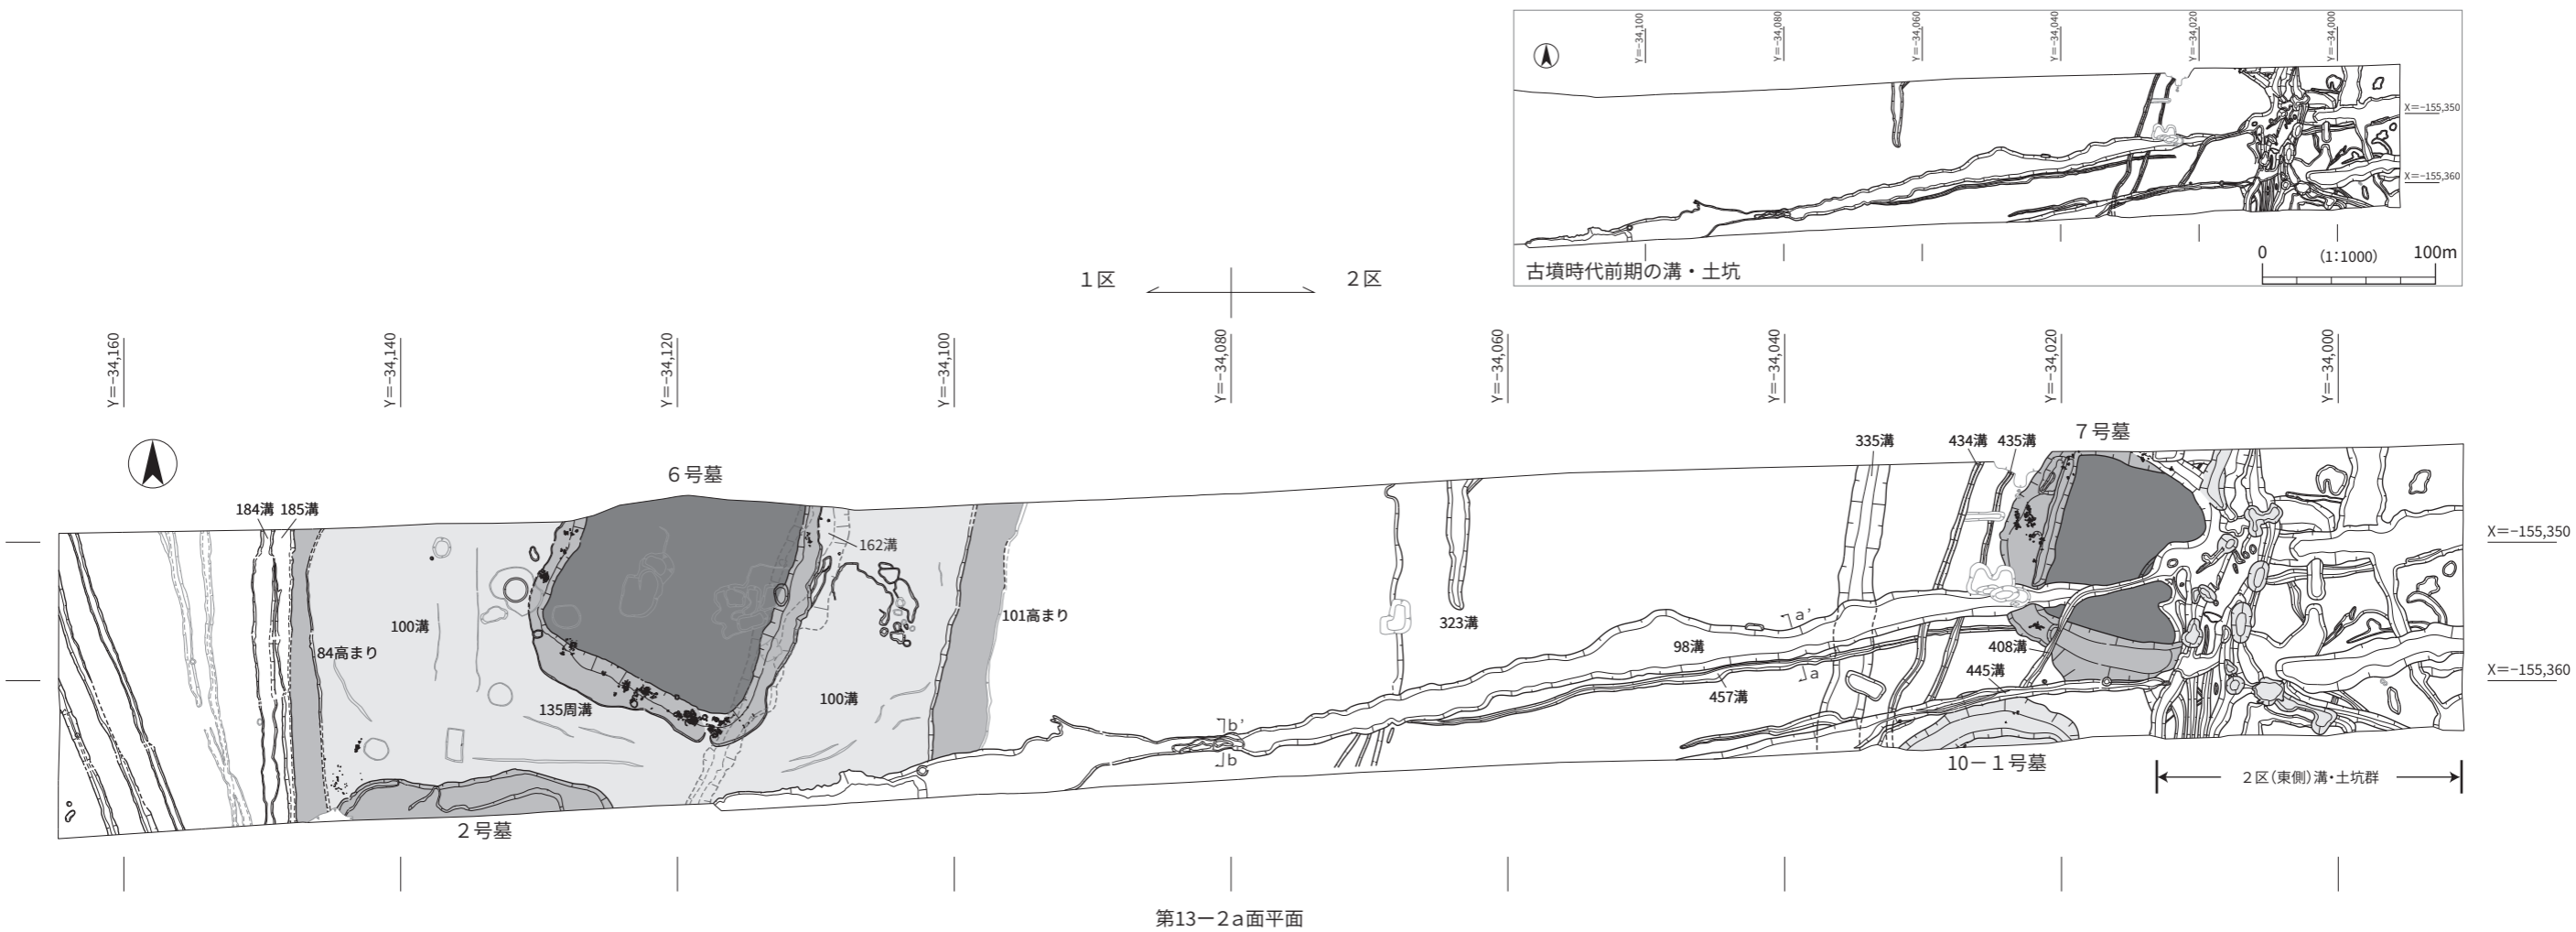 Y=−34,100
Y=−34,080
Y=−34,060
Y=−34,040
Y=−34,020
Y=−34,000
X=−155,350
X=−155,360
古墳時代前期の溝・土坑
0 (1:1000) 100m
1区 2区
Y=−34,160
Y=−34,140
Y=−34,120
Y=−34,100
Y=−34,080
Y=−34,060
Y=−34,040
Y=−34,020
Y=−34,000
7号墓
335溝 434溝 435溝
6号墓
184溝 185溝
162溝
X=−155,350
100溝
101高まり
323溝
a’
84高まり
98溝
408溝
445溝
X=−155,360
a
135周溝
100溝
457溝
b’
b
10−1号墓
2区(東側)溝・土坑群
2号墓
第13−2a面平面